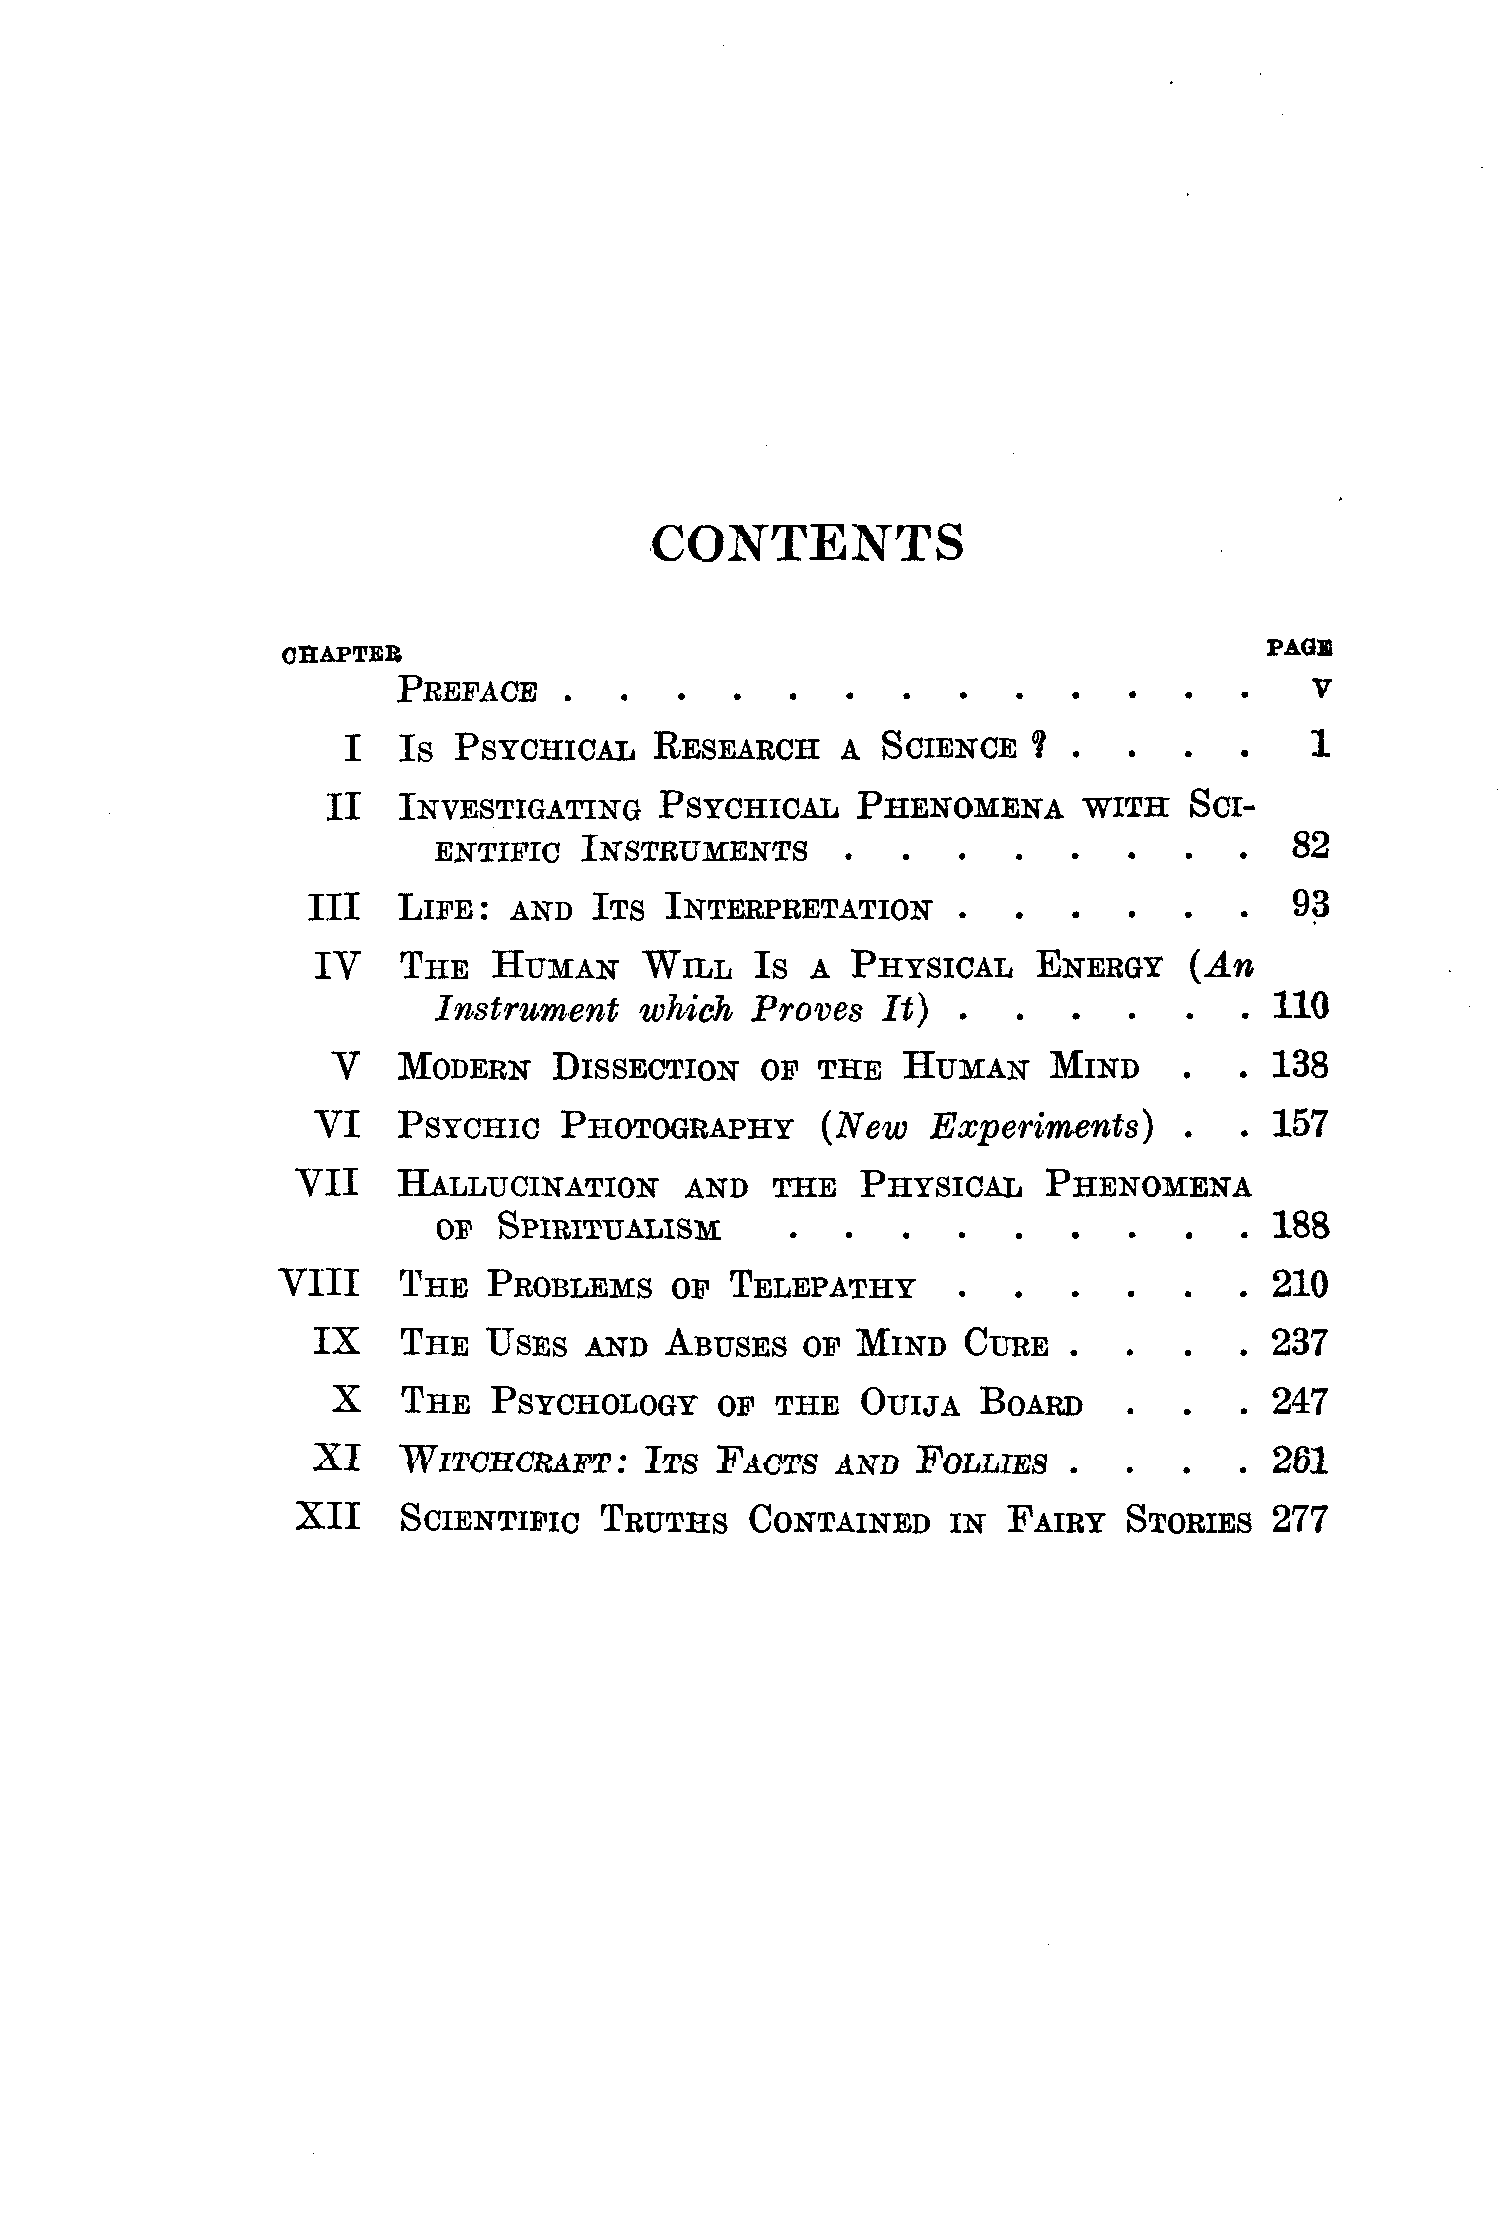 CONTENTS
CHAPTER PAGE
PREFACE . . . . . . . . . . . . . v
I IS PSYCHICAL RESEARCH A SCIENCE? . . . . 1
II INVESTIGATING PSYCHICAL PHENOMENA WITH SCI-
ENTIFIC INSTRUMENTS . . . . . . . . 82
III LIFE: AND ITS INTERPRETATION . . . . . . 93
IV THE HUMAN WILL IS A PHYSICAL ENERGY (An
Instrument which Proves It) . . . . . . 110
V MODERN DISSECTION OF THE HUMAN MIND . . 138
VI PSYCHIC PHOTOGRAPHY (New Experiments) . . 157
VII HALLUCINATION AND THE PHYSICAL PHENOMENA
OF SPIRITUALISM . . . . . . . . . 188
VIII THE PROBLEMS OF TELEPATHY . . . . . . 210
IX THE USES AND ABUSES OF MIND CURE . . . . 237
X THE PSYCHOLOGY OF THE OUIJA BOARD . . . 247
XI WITCHCRAFT: ITS FACTS AND FOLLIES . . . . 261
XII SCIENTIFIC TRUTHS CONTAINED IN FAIRY STORIES 277